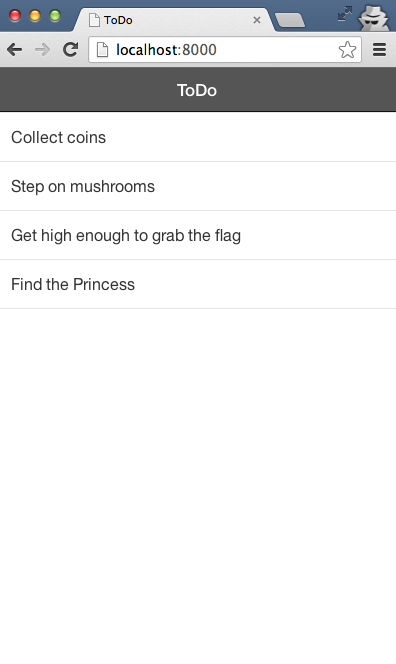 ToDo
localhost:8000
ToDo
Collect coins
Step on mushrooms
Get high enough to grab the flag
Find the Princess